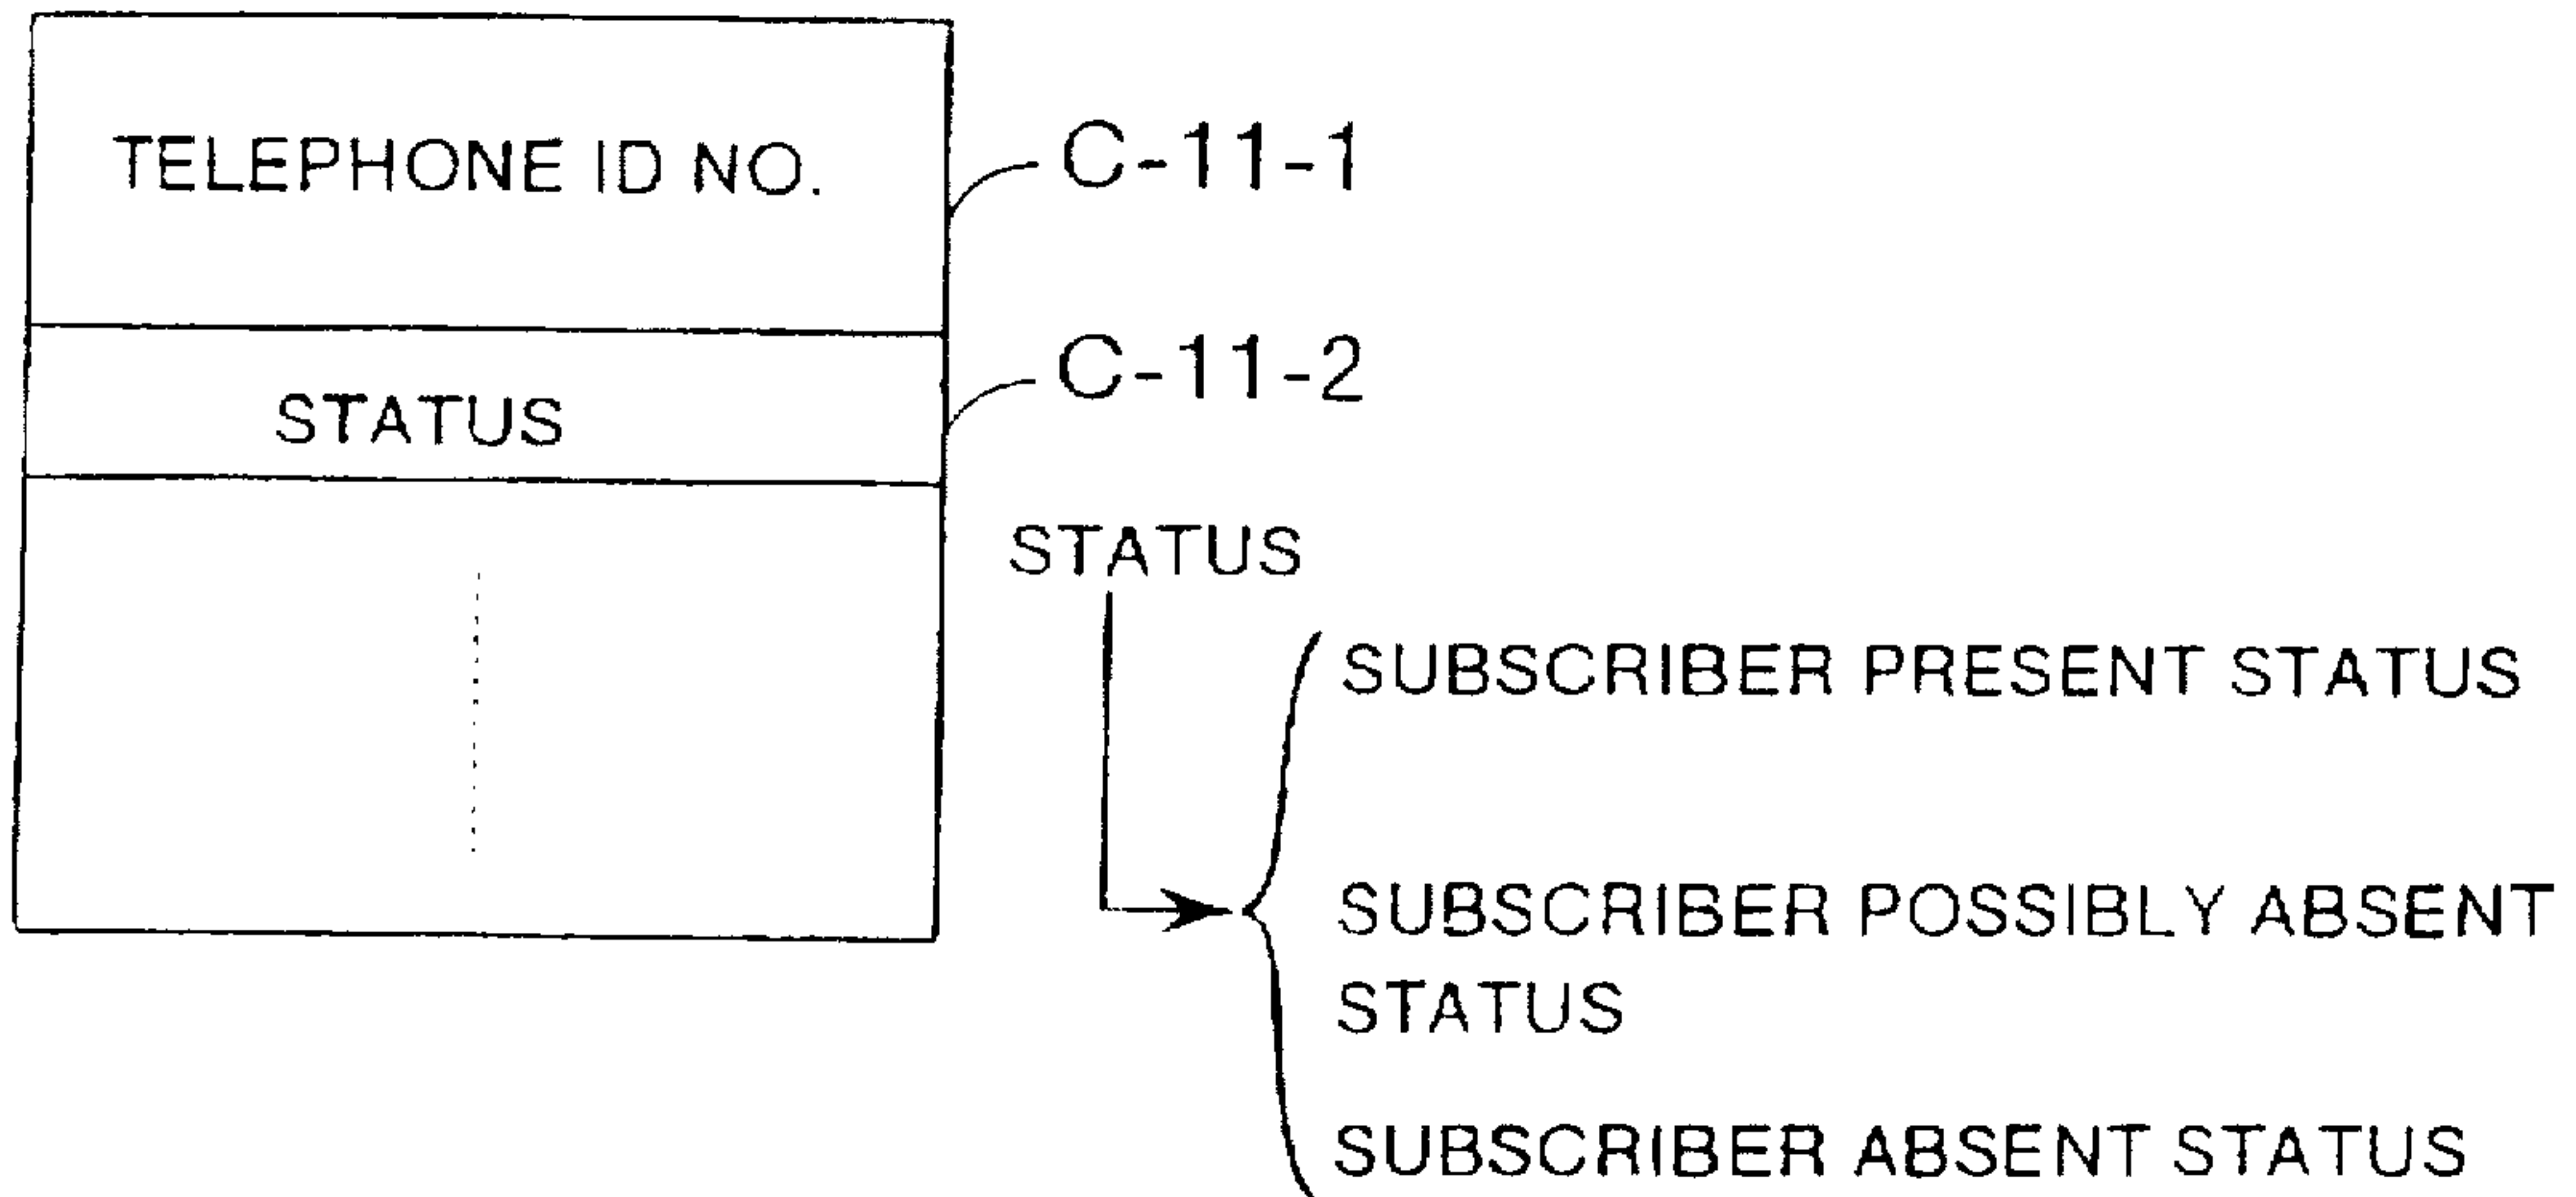 TELEPHONE ID NO.
C-11-1
STATUS
C-11-2
STATUS
SUBSCRIBER PRESENT STATUS
SUBSCRIBER POSSIBLY ABSENT
STATUS
SUBSCRIBER ABSENT STATUS